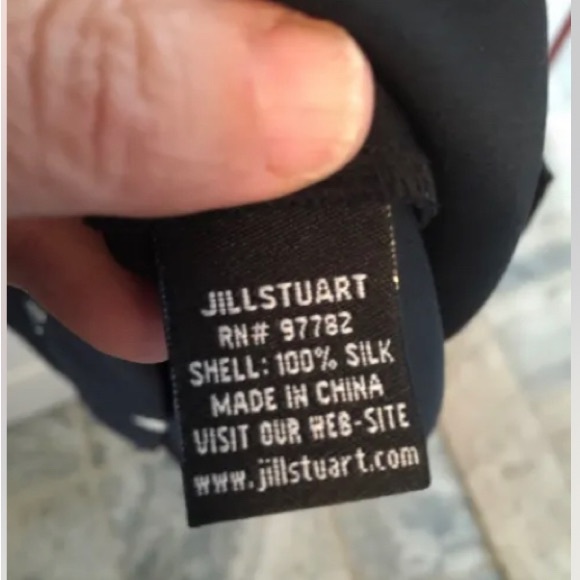 JILLSTUART
RN# 97782
SHELL: 100% SILK
MADE IN CHINA
VISIT OUR WEB-SITE
www.jillstuart.com